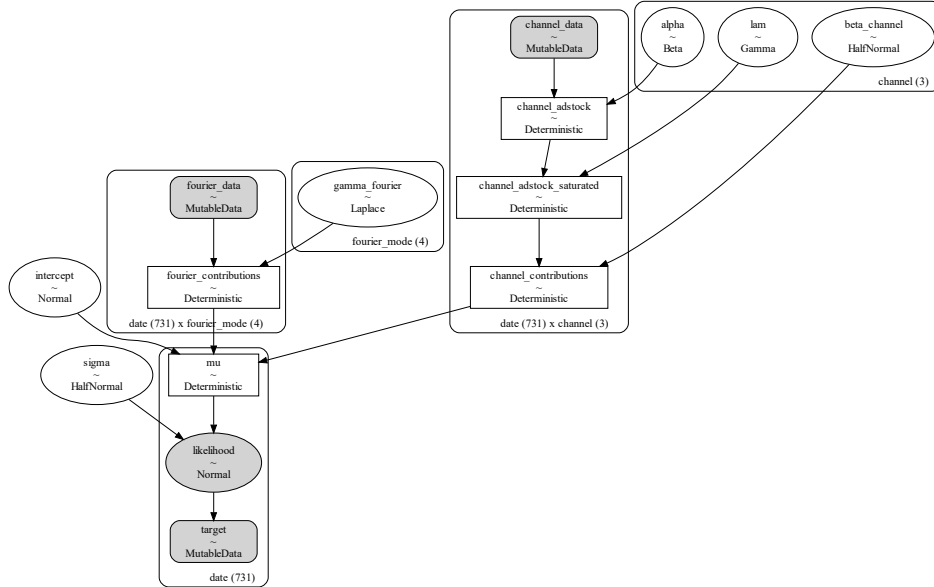 channel_data
~
MutableData
alpha
~
Beta
lam
~
Gamma
beta_channel
~
HalfNormal
channel (3)
channel_adstock
~
Deterministic
fourier_data
~
MutableData
gamma_fourier
~
Laplace
fourier_mode (4)
channel_adstock_saturated
~
Deterministic
intercept
~
Normal
fourier_contributions
~
Deterministic
date (731) x fourier_mode (4)
channel_contributions
~
Deterministic
date (731) x channel (3)
sigma
~
HalfNormal
mu
~
Deterministic
likelihood
~
Normal
target
~
MutableData
date (731)